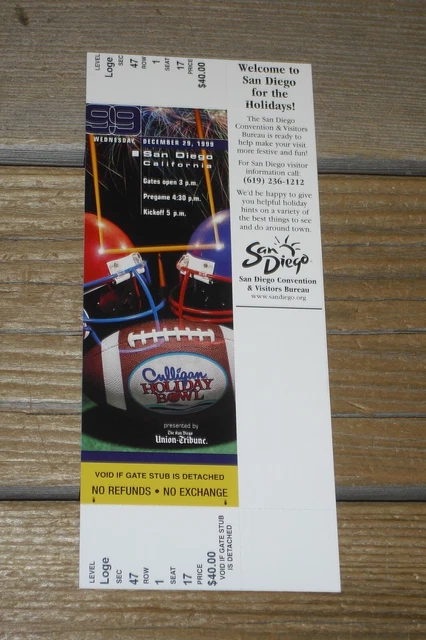 LEVEL
Loge
SEC
47
ROW
1
SEAT
17
PRICE
$40.00
99
WEDNESDAY DECEMBER 29, 1999
San Diego
California
Gates open 3 p.m.
Pregame 4:30 p.m.
Kickoff 5 p.m.
Culligan
HOLIDAY
BOWL
presented by
The San Diego
Union-Tribune.
VOID IF GATE STUB IS DETACHED
NO REFUNDS • NO EXCHANGE
LEVEL
Loge
SEC
47
ROW
1
SEAT
17
PRICE
$40.00
VOID IF GATE STUB
IS DETACHED
Welcome to
San Diego
for the
Holidays!
The San Diego
Convention & Visitors
Bureau is ready to
help make your visit
more festive and fun!
For San Diego visitor
information call:
(619) 236-1212
We'd be happy to give
you helpful holiday
hints on a variety of
the best things to see
and do around town.
San
Diego
San Diego Convention
& Visitors Bureau
www.sandiego.org